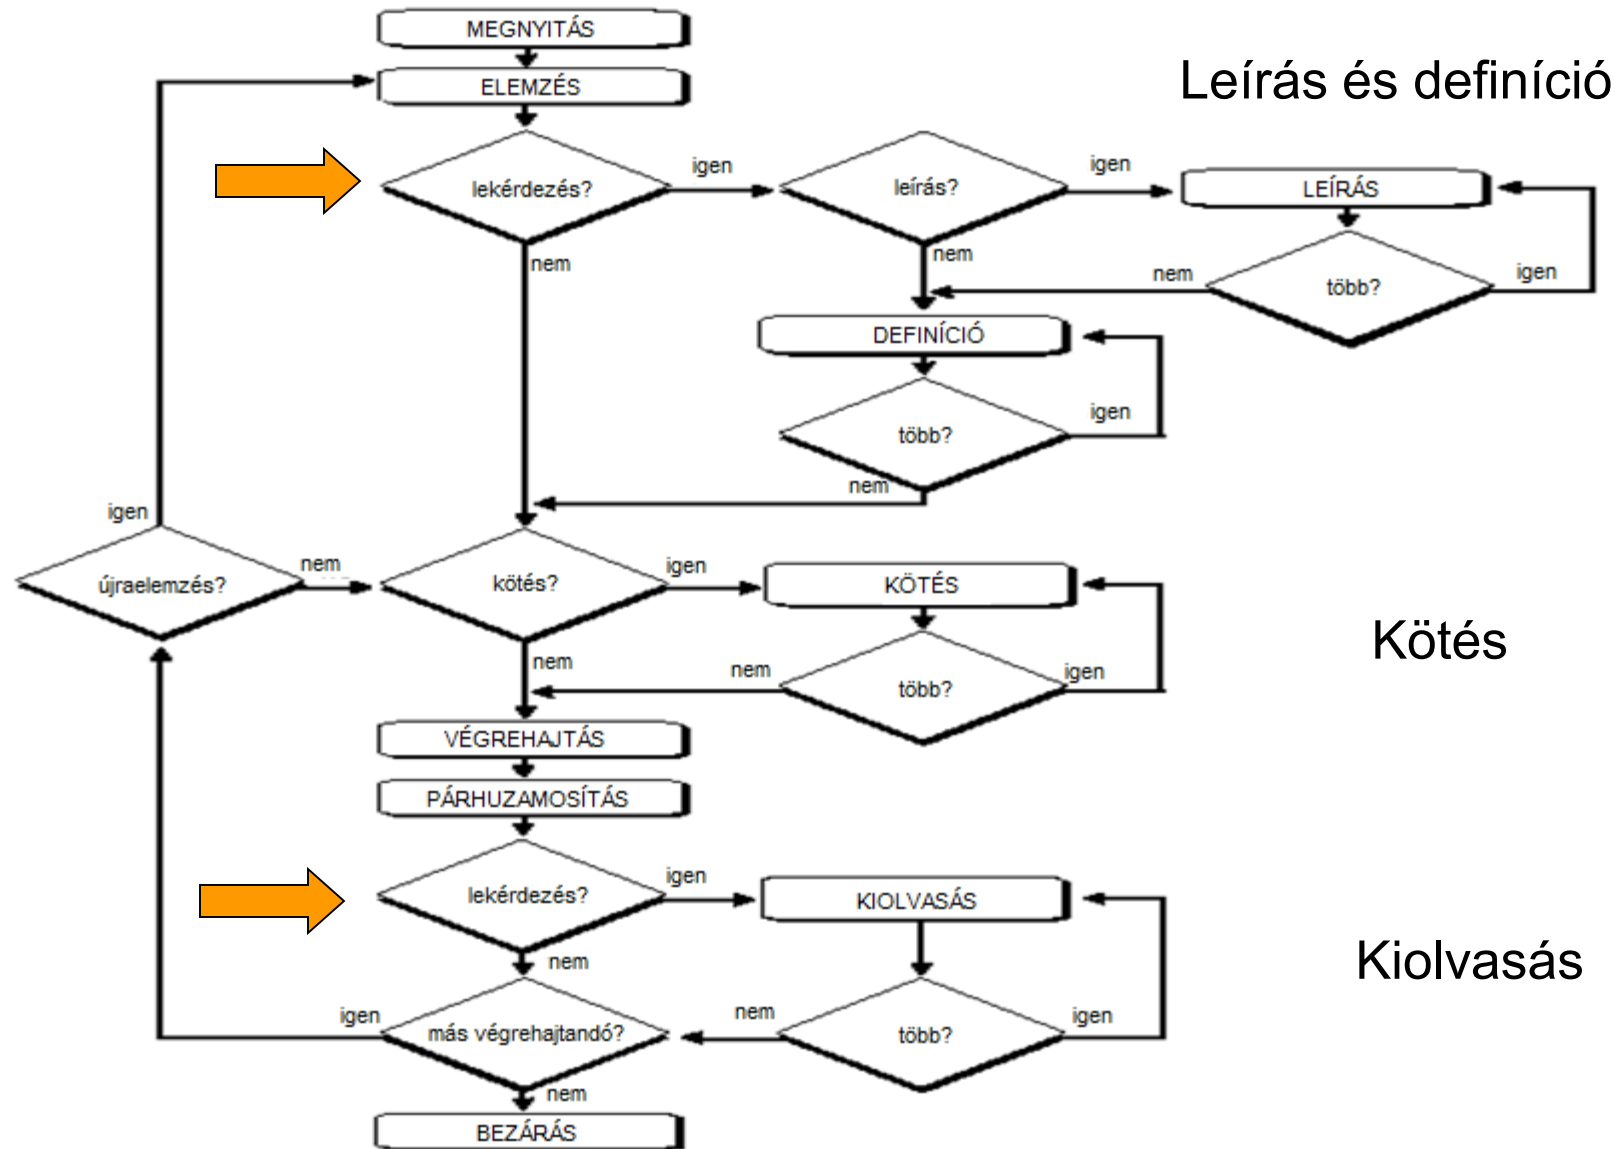 MEGNYITÁS
Leírás és definíció
ELEMZÉS
lekérdezés?
igen
leírás?
igen
LEÍRÁS
nem
nem
nem
több?
igen
DEFINÍCIÓ
több?
igen
nem
igen
újraelemzés?
nem
kötés?
igen
KÖTÉS
Kötés
nem
nem
több?
igen
VÉGREHAJTÁS
PÁRHUZAMOSÍTÁS
lekérdezés?
igen
KIOLVASÁS
Kiolvasás
nem
igen
más végrehajtandó?
nem
több?
igen
nem
BEZÁRÁS